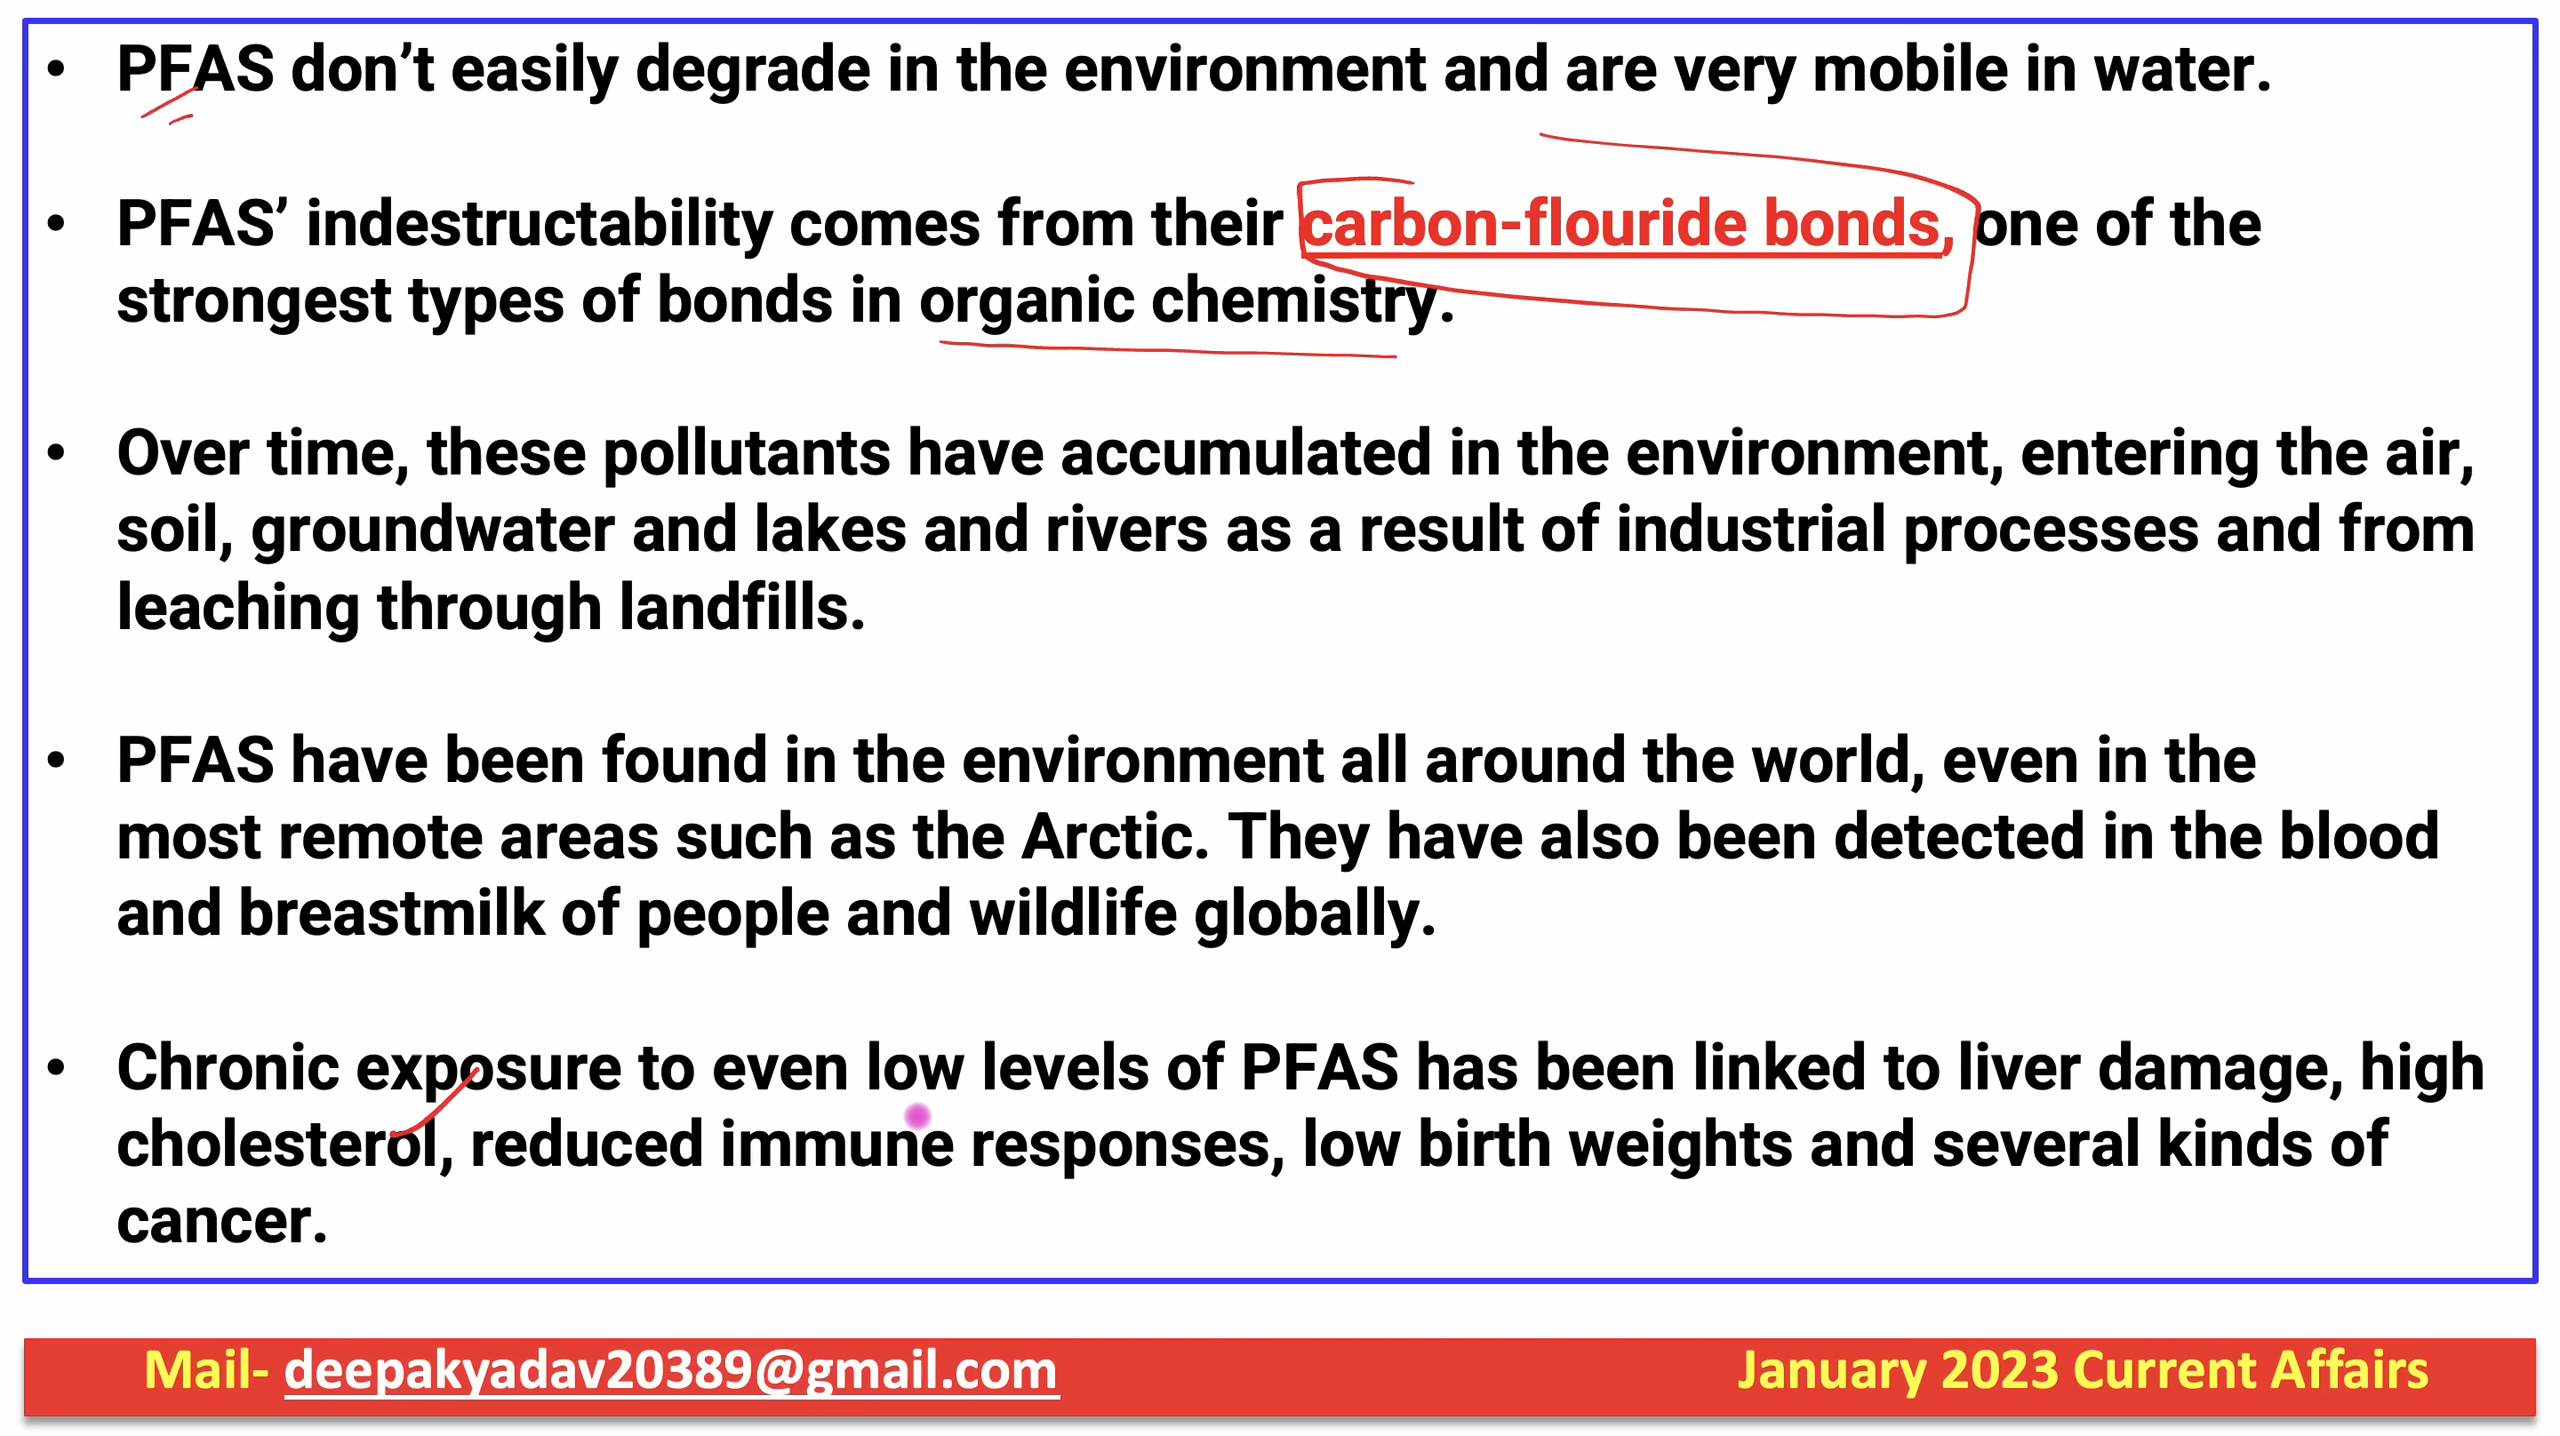 • PFAS don’t easily degrade in the environment and are very mobile in water.
• PFAS’ indestructability comes from their carbon-flouride bonds, one of the
strongest types of bonds in organic chemistry.
• Over time, these pollutants have accumulated in the environment, entering the air,
soil, groundwater and lakes and rivers as a result of industrial processes and from
leaching through landfills.
• PFAS have been found in the environment all around the world, even in the
most remote areas such as the Arctic. They have also been detected in the blood
and breastmilk of people and wildlife globally.
• Chronic exposure to even low levels of PFAS has been linked to liver damage, high
cholesterol, reduced immune responses, low birth weights and several kinds of
cancer.
Mail- deepakyadav20389@gmail.com
January 2023 Current Affairs